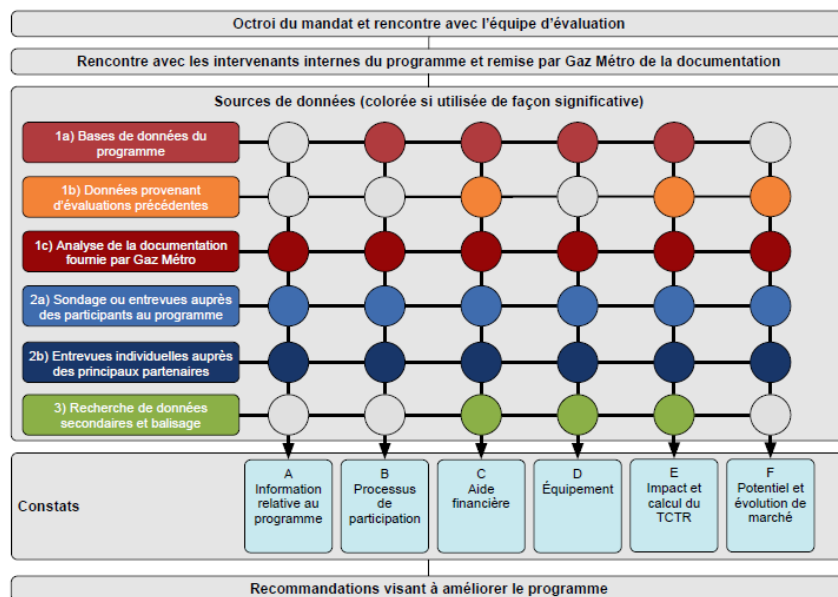 Octroi du mandat et rencontre avec l'équipe d'évaluation
Rencontre avec les intervenants internes du programme et remise par Gaz Métro de la documentation
Sources de données (colorée si utilisée de façon significative)
1a) Bases de données du
programme
1b) Données provenant
d'évaluations précédentes
1c) Analyse de la documentation
fournie par Gaz Métro
2a) Sondage ou entrevues auprès
des participants au programme
2b) Entrevues individuelles auprès
des principaux partenaires
3) Recherche de données
secondaires et balisage
Constats
A
Information
relative au
programme
B
Processus
de
participation
C
Aide
financière
D
Équipement
E
Impact et
calcul du
TCTR
F
Potentiel et
évolution de
marché
Recommandations visant à améliorer le programme